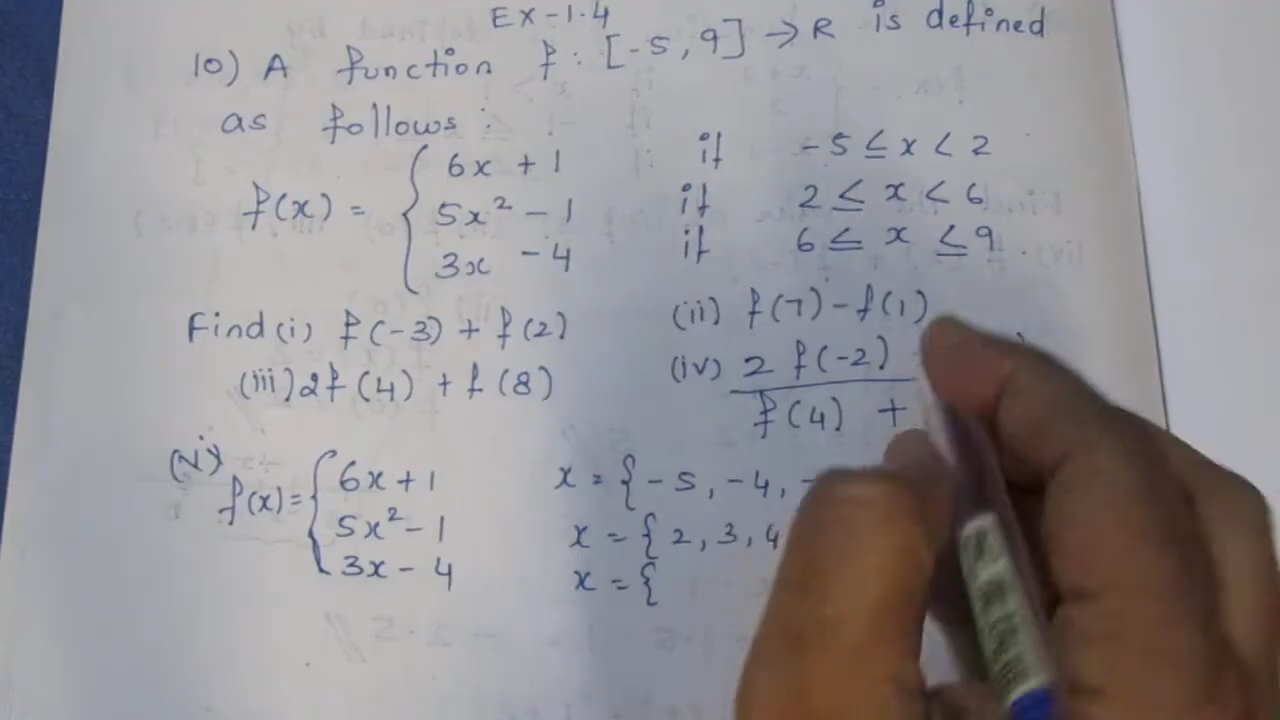 EX-1.4
10) A function f : [-5, 9] → R is defined
as follows :
f(x) = { 6x + 1 if -5 ≤ x < 2
5x² - 1 if 2 ≤ x < 6
3x - 4 if 6 ≤ x ≤ 9.
Find (i) f(-3) + f(2) (ii) f(7) - f(1)
(iii) 2f(4) + f(8) (iv) 2 f(-2)
f(4) +
f(x) = { 6x + 1 x = {-5, -4,
5x² - 1 x = {2, 3, 4
3x - 4 x = {